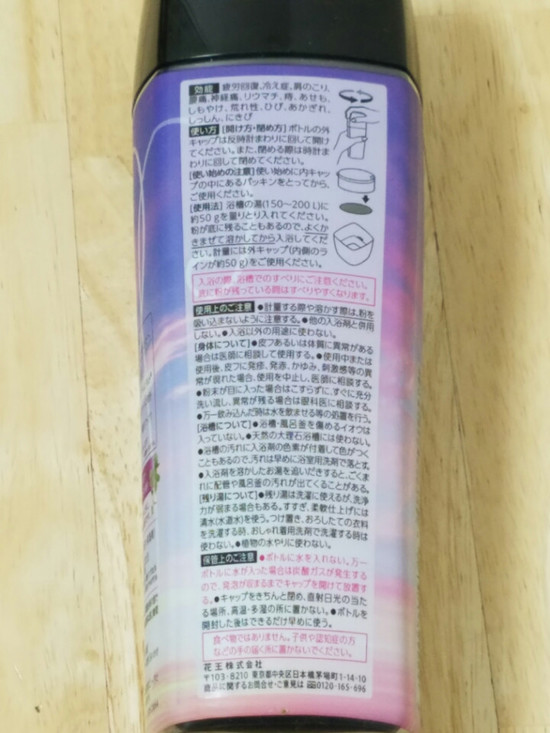 効能 疲労回復、冷え症、肩のこり、
腰痛、神経痛、リウマチ、痔、あせも、
しもやけ、荒れ性、ひび、あかぎれ、
しっしん、にきび
使い方 [開け方・閉め方] ボトルの外
キャップは反時計まわりに回して開け
てください。また、閉める際は時計ま
わりに回して閉めてください。
[使い始めの注意] 使い始めに内キャッ
プの中にあるパッキンをとってから、
ご使用ください。
[使用法] 浴槽の湯(150～200L)に
約50gを量りとり入れてください。
粉が底に残ることもあるので、よくか
きまぜて溶かしてから入浴してくださ
い。計量には外キャップ(内側のラ
インが約50g)をご使用ください。
入浴の際、浴槽でのすべりにご注意ください。
底に粉が残っている間はすべりやすくなります。
使用上のご注意 ●計量する際や溶かす際は、粉を
吸い込まないように注意する。●他の入浴剤と併用
しない。●入浴以外の用途に使わない。
[身体について] ●皮フあるいは体質に異常がある
場合は医師に相談して使用する。●使用中または
使用後、皮フに発疹、発赤、かゆみ、刺激感等の異
常が現れた場合、使用を中止し、医師に相談する。
●粉末が目に入った場合はこすらずに、すぐに充分
洗い流し、異常が残る場合は眼科医に相談する。
●万一飲み込んだ時は水を飲ませる等の処置を行う。
[浴槽について] ●浴槽・風呂釜を傷めるイオウは
入っていない。●天然の大理石浴槽には使わない。
●浴槽の汚れに入浴剤の色素が付着して色がつく
こともあるので、汚れは早めに浴室用洗剤で落とす。
●入浴剤を溶かしたお湯を追いだきすると、ごくま
れに配管や風呂釜の汚れが出てくることがある。
[残り湯について] ●残り湯は洗濯に使えるが、洗浄
力が弱まる場合もある。すすぎ、柔軟仕上げには
清水(水道水)を使う。つけ置き、おろしたての衣料
を洗濯する時、おしゃれ着用洗剤で洗濯する時は
使わない。●植物の水やりに使わない。
保管上のご注意 ●ボトルに水を入れない。万一
ボトルに水が入った場合は炭酸ガスが発生する
ので、発泡が収まるまでキャップを開けて放置す
る。●キャップをきちんと閉め、直射日光の当た
る場所、高温・多湿の所に置かない。●ボトルを
開封した後はできるだけ早めに使う。
食べ物ではありません。子供や認知症の方
などの手の届く所に置かないでください。
花王株式会社
〒103-8210 東京都中央区日本橋茅場町1-14-10
商品に関するお問合せ・ご意見は 0120-165-696